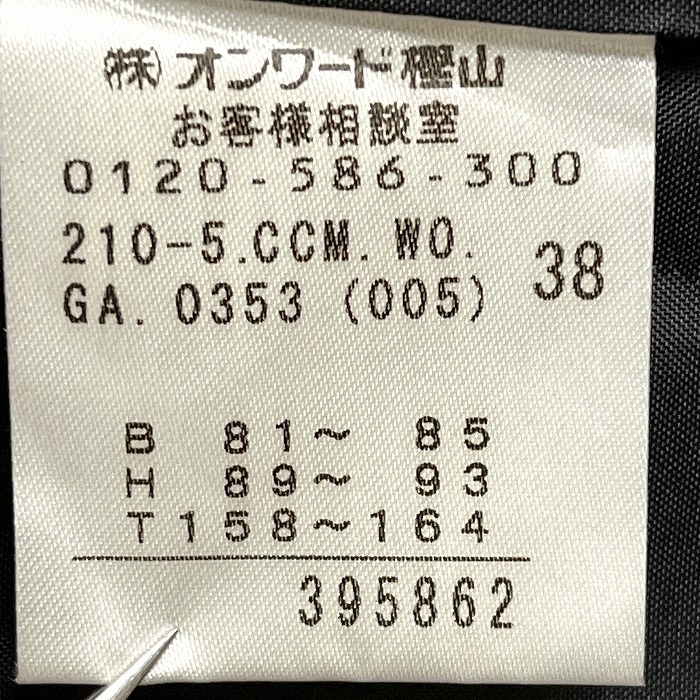 ㈱オンワード樫山
お客様相談室
0120-586-300
210-5.CCM.WO.
GA.0353 (005) 38
B 81~ 85
H 89~ 93
T158~164
395862